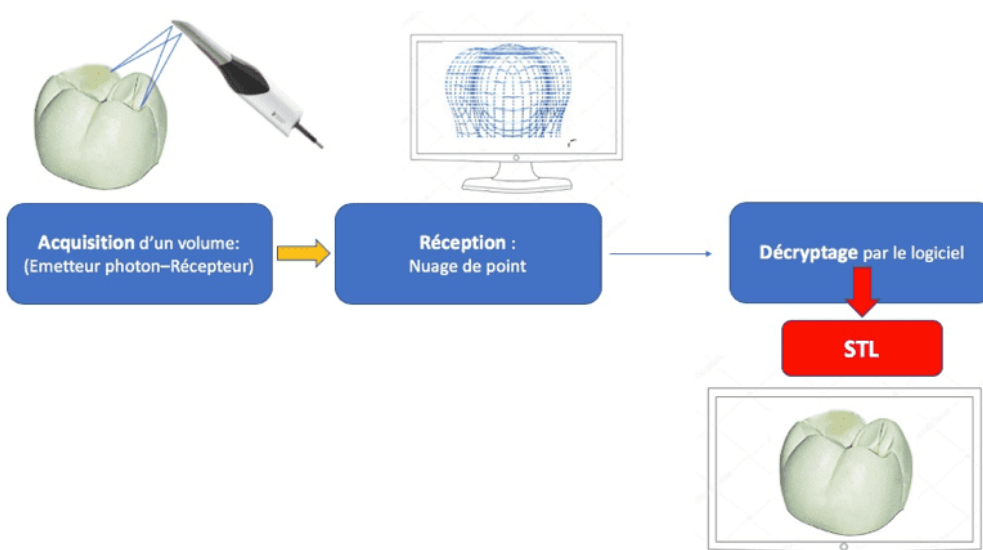 Acquisition d'un volume:
(Emetteur photon–Récepteur)
Réception :
Nuage de point
Décryptage par le logiciel
STL